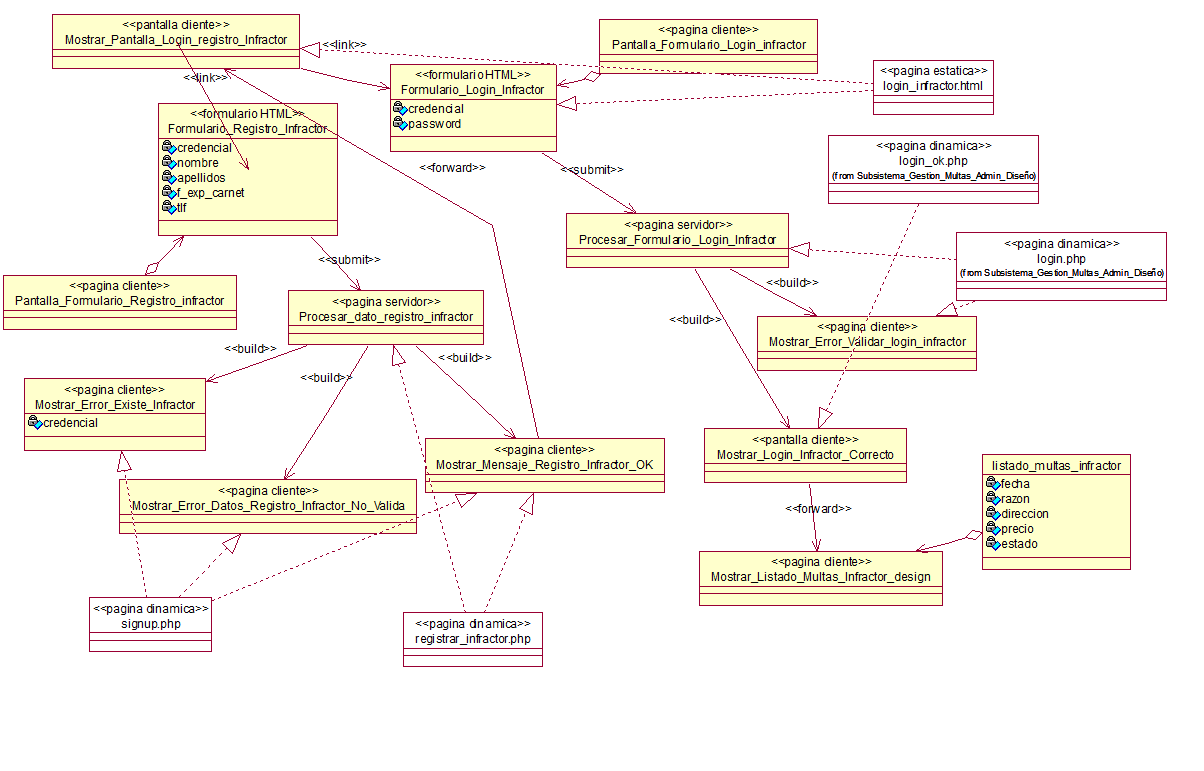 <<pantalla cliente>>
Mostrar_Pantalla_Login_registro_Infractor
<<link>>
<<pagina cliente>>
Pantalla_Formulario_Login_infractor
<<link>>
<<formulario HTML>>
Formulario_Login_Infractor
credencial
password
<<pagina estatica>>
login_infractor.html
<<formulario HTML>>
Formulario_Registro_Infractor
credencial
nombre
apellidos
f_exp_carnet
tlf
<<forward>>
<<submit>>
<<pagina dinamica>>
login_ok.php
(from Subsistema_Gestion_Multas_Admin_Diseño)
<<pagina servidor>>
Procesar_Formulario_Login_Infractor
<<pagina dinamica>>
login.php
(from Subsistema_Gestion_Multas_Admin_Diseño)
<<submit>>
<<pagina cliente>>
Pantalla_Formulario_Registro_infractor
<<build>>
<<pagina servidor>>
Procesar_dato_registro_infractor
<<build>>
<<pagina cliente>>
Mostrar_Error_Válidar_login_infractor
<<build>>
<<build>>
<<build>>
<<pagina cliente>>
Mostrar_Error_Existe_Infractor
credencial
<<pagina cliente>>
Mostrar_Mensaje_Registro_Infractor_OK
<<pantalla cliente>>
Mostrar_Login_Infractor_Correcto
listado_multas_infractor
fecha
razon
direccion
precio
estado
<<pagina cliente>>
Mostrar_Error_Datos_Registro_Infractor_No_Valida
<<forward>>
<<pagina cliente>>
Mostrar_Listado_Multas_Infractor_design
<<pagina dinamica>>
signup.php
<<pagina dinamica>>
registrar_infractor.php